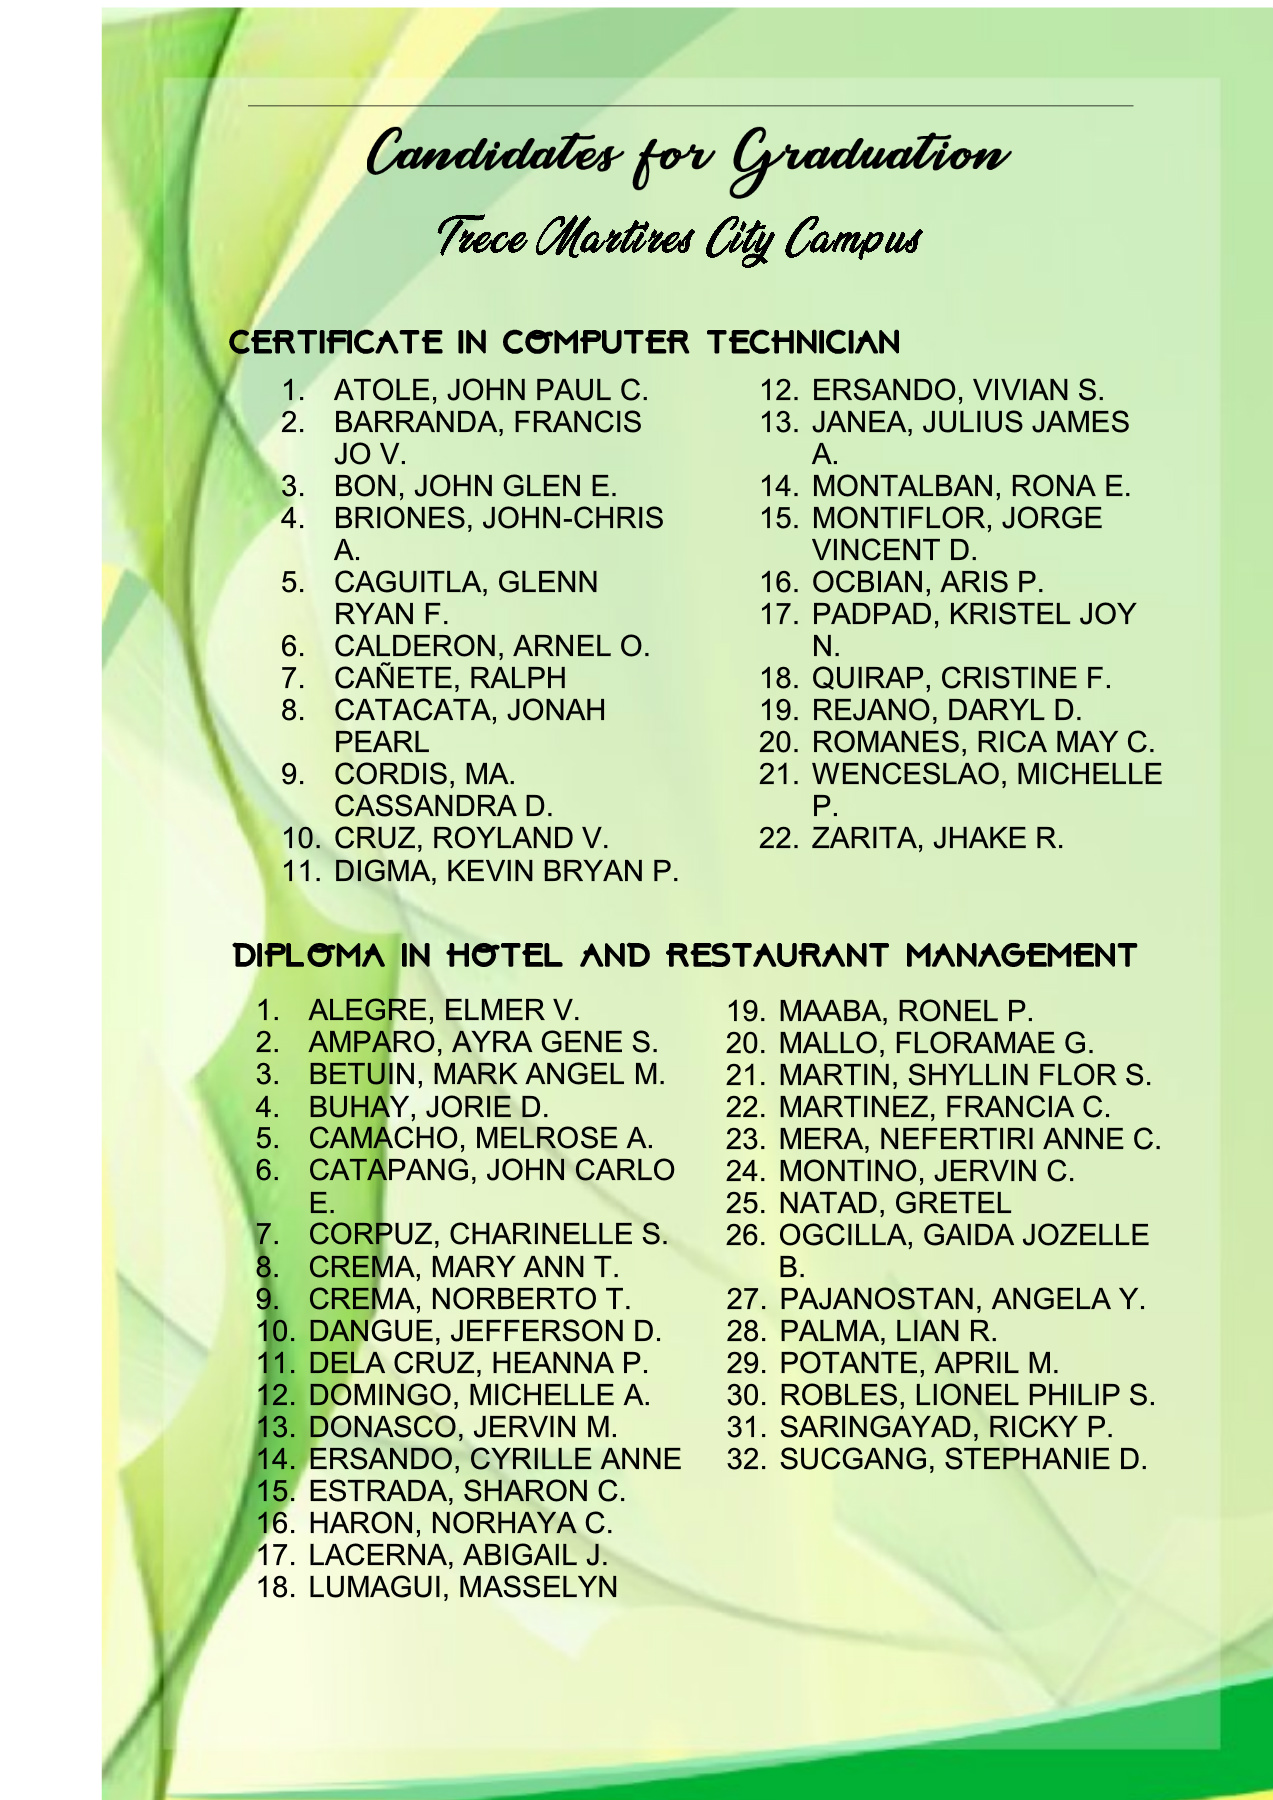 Candidates for Graduation
Trece Martires City Campus
CERTIFICATE IN COMPUTER TECHNICIAN
1. ATOLE, JOHN PAUL C.
2. BARRANDA, FRANCIS
JO V.
3. BON, JOHN GLEN E.
4. BRIONES, JOHN-CHRIS
A.
5. CAGUITLA, GLENN
RYAN F.
6. CALDERON, ARNEL O.
7. CAÑETE, RALPH
8. CATACATA, JONAH
PEARL
9. CORDIS, MA.
CASSANDRA D.
10. CRUZ, ROYLAND V.
11. DIGMA, KEVIN BRYAN P.
12. ERSANDO, VIVIAN S.
13. JANEA, JULIUS JAMES
A.
14. MONTALBAN, RONA E.
15. MONTIFLOR, JORGE
VINCENT D.
16. OCBIAN, ARIS P.
17. PADPAD, KRISTEL JOY
N.
18. QUIRAP, CRISTINE F.
19. REJANO, DARYL D.
20. ROMANES, RICA MAY C.
21. WENCESLAO, MICHELLE
P.
22. ZARITA, JHAKE R.
DIPLOMA IN HOTEL AND RESTAURANT MANAGEMENT
1. ALEGRE, ELMER V.
2. AMPARO, AYRA GENE S.
3. BETUIN, MARK ANGEL M.
4. BUHAY, JORIE D.
5. CAMACHO, MELROSE A.
6. CATAPANG, JOHN CARLO
E.
7. CORPUZ, CHARINELLE S.
8. CREMA, MARY ANN T.
9. CREMA, NORBERTO T.
10. DANGUE, JEFFERSON D.
11. DELA CRUZ, HEANNA P.
12. DOMINGO, MICHELLE A.
13. DONASCO, JERVIN M.
14. ERSANDO, CYRILLE ANNE
15. ESTRADA, SHARON C.
16. HARON, NORHAYA C.
17. LACERNA, ABIGAIL J.
18. LUMAGUI, MASSELYN
19. MAABA, RONEL P.
20. MALLO, FLORAMAE G.
21. MARTIN, SHYLLIN FLOR S.
22. MARTINEZ, FRANCIA C.
23. MERA, NEFERTIRI ANNE C.
24. MONTINO, JERVIN C.
25. NATAD, GRETEL
26. OGCILLA, GAIDA JOZELLE
B.
27. PAJANOSTAN, ANGELA Y.
28. PALMA, LIAN R.
29. POTANTE, APRIL M.
30. ROBLES, LIONEL PHILIP S.
31. SARINGAYAD, RICKY P.
32. SUCGANG, STEPHANIE D.